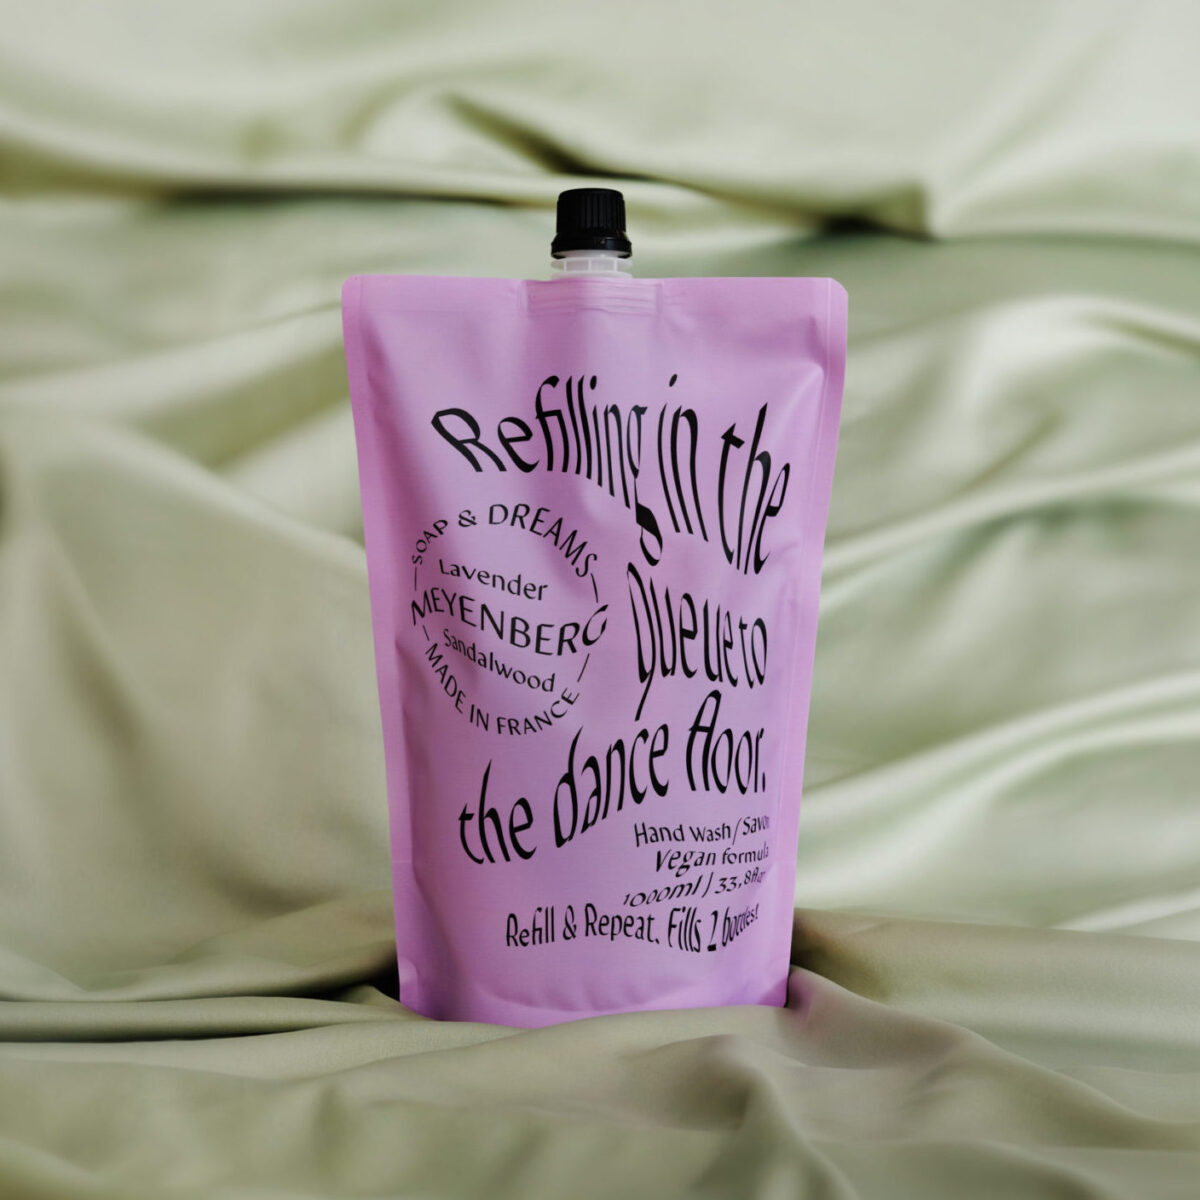 Refilling in the
Queue to
the dance floor.
SOAP & DREAMS
Lavender
MEYENBERG
Sandalwood
MADE IN FRANCE
Hand Wash / Savon
Vegan formula
1000ml | 33,8fl
Refill & Repeat. Fills 2 bottles!